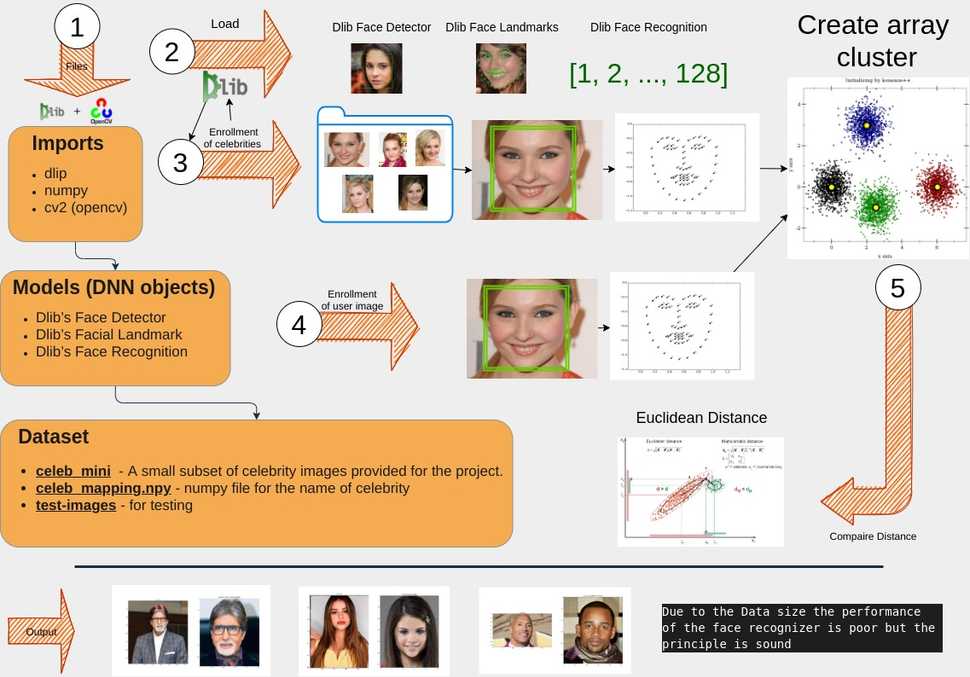 1
Files
Dlib + OpenCV
Imports
dlip
numpy
cv2 (opencv)
Models (DNN objects)
Dlib's Face Detector
Dlib's Facial Landmark
Dlib's Face Recognition
Dataset
celeb_mini - A small subset of celebrity images provided for the project.
celeb_mapping.npy - numpy file for the name of celebrity
test-images - for testing
2
Load
Dlib
Dlib Face Detector
Dlib Face Landmarks
Dlib Face Recognition
[1, 2, ..., 128]
3
Enrollment
of celebrities
4
Enrollment
of user image
Create array
cluster
5
Euclidean Distance
Euclidean distance
Compaire Distance
Output
Due to the Data size the performance
of the face recognizer is poor but the
principle is sound